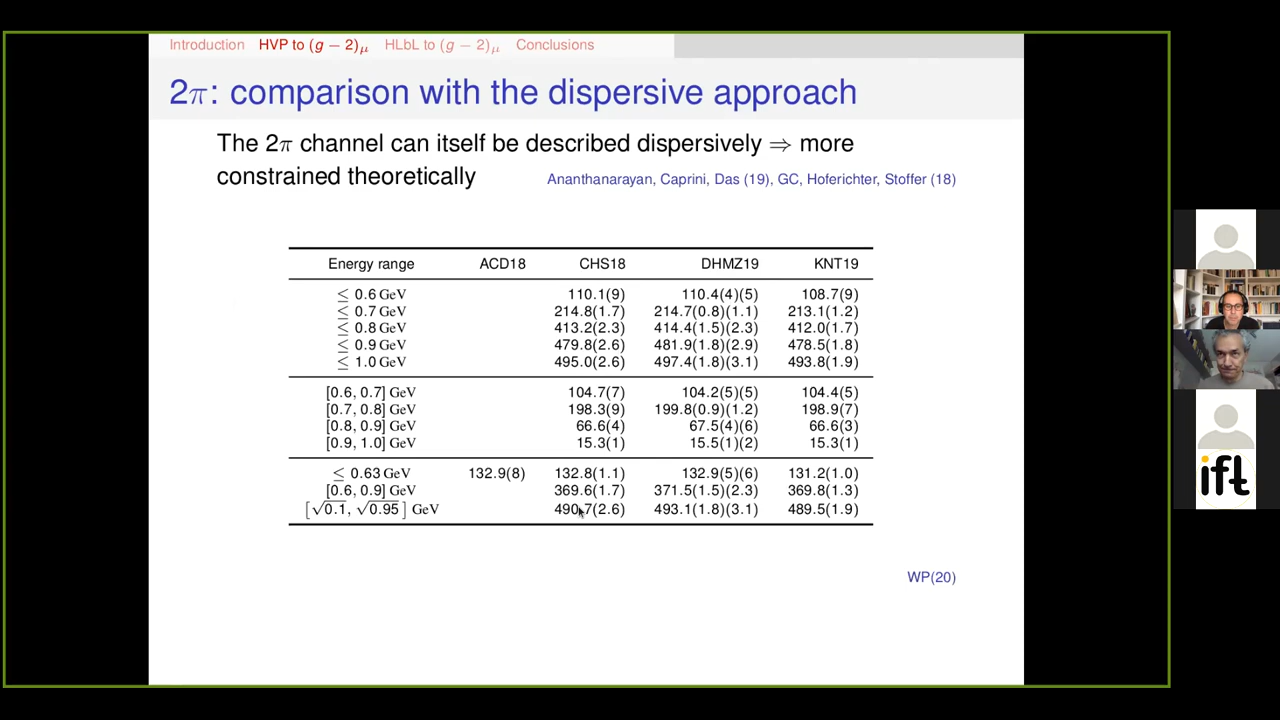 Introduction HVP to (g − 2)μ HLbL to (g − 2)μ Conclusions
2π: comparison with the dispersive approach
The 2π channel can itself be described dispersively ⇒ more
constrained theoretically Ananthanarayan, Caprini, Das (19), GC, Hoferichter, Stoffer (18)
Energy range ACD18 CHS18 DHMZ19 KNT19
≤ 0.6 GeV 110.1(9) 110.4(4)(5) 108.7(9)
≤ 0.7 GeV 214.8(1.7) 214.7(0.8)(1.1) 213.1(1.2)
≤ 0.8 GeV 413.2(2.3) 414.4(1.5)(2.3) 412.0(1.7)
≤ 0.9 GeV 479.8(2.6) 481.9(1.8)(2.9) 478.5(1.8)
≤ 1.0 GeV 495.0(2.6) 497.4(1.8)(3.1) 493.8(1.9)
[0.6, 0.7] GeV 104.7(7) 104.2(5)(5) 104.4(5)
[0.7, 0.8] GeV 198.3(9) 199.8(0.9)(1.2) 198.9(7)
[0.8, 0.9] GeV 66.6(4) 67.5(4)(6) 66.6(3)
[0.9, 1.0] GeV 15.3(1) 15.5(1)(2) 15.3(1)
≤ 0.63 GeV 132.9(8) 132.8(1.1) 132.9(5)(6) 131.2(1.0)
[0.6, 0.9] GeV 369.6(1.7) 371.5(1.5)(2.3) 369.8(1.3)
[√0.1, √0.95] GeV 490.7(2.6) 493.1(1.8)(3.1) 489.5(1.9)
WP(20)
ift